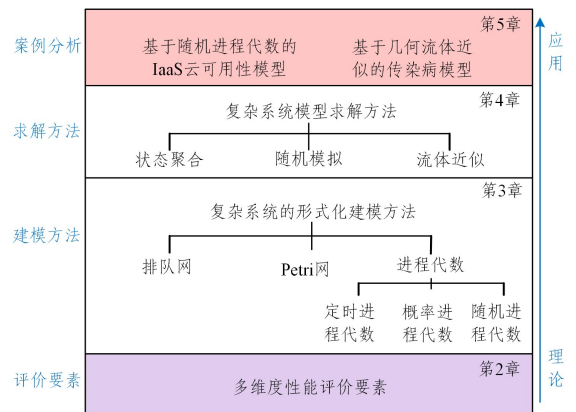 第5章
案例分析
基于随机进程代数的
IaaS云可用性模型
基于几何流体近
似的传染病模型
应用
第4章
求解方法
复杂系统模型求解方法
状态聚合
随机模拟
流体近似
第3章
建模方法
复杂系统的形式化建模方法
排队网
Petri网
进程代数
定时进
程代数
概率进
程代数
随机进
程代数
第2章
评价要素
多维度性能评价要素
理论